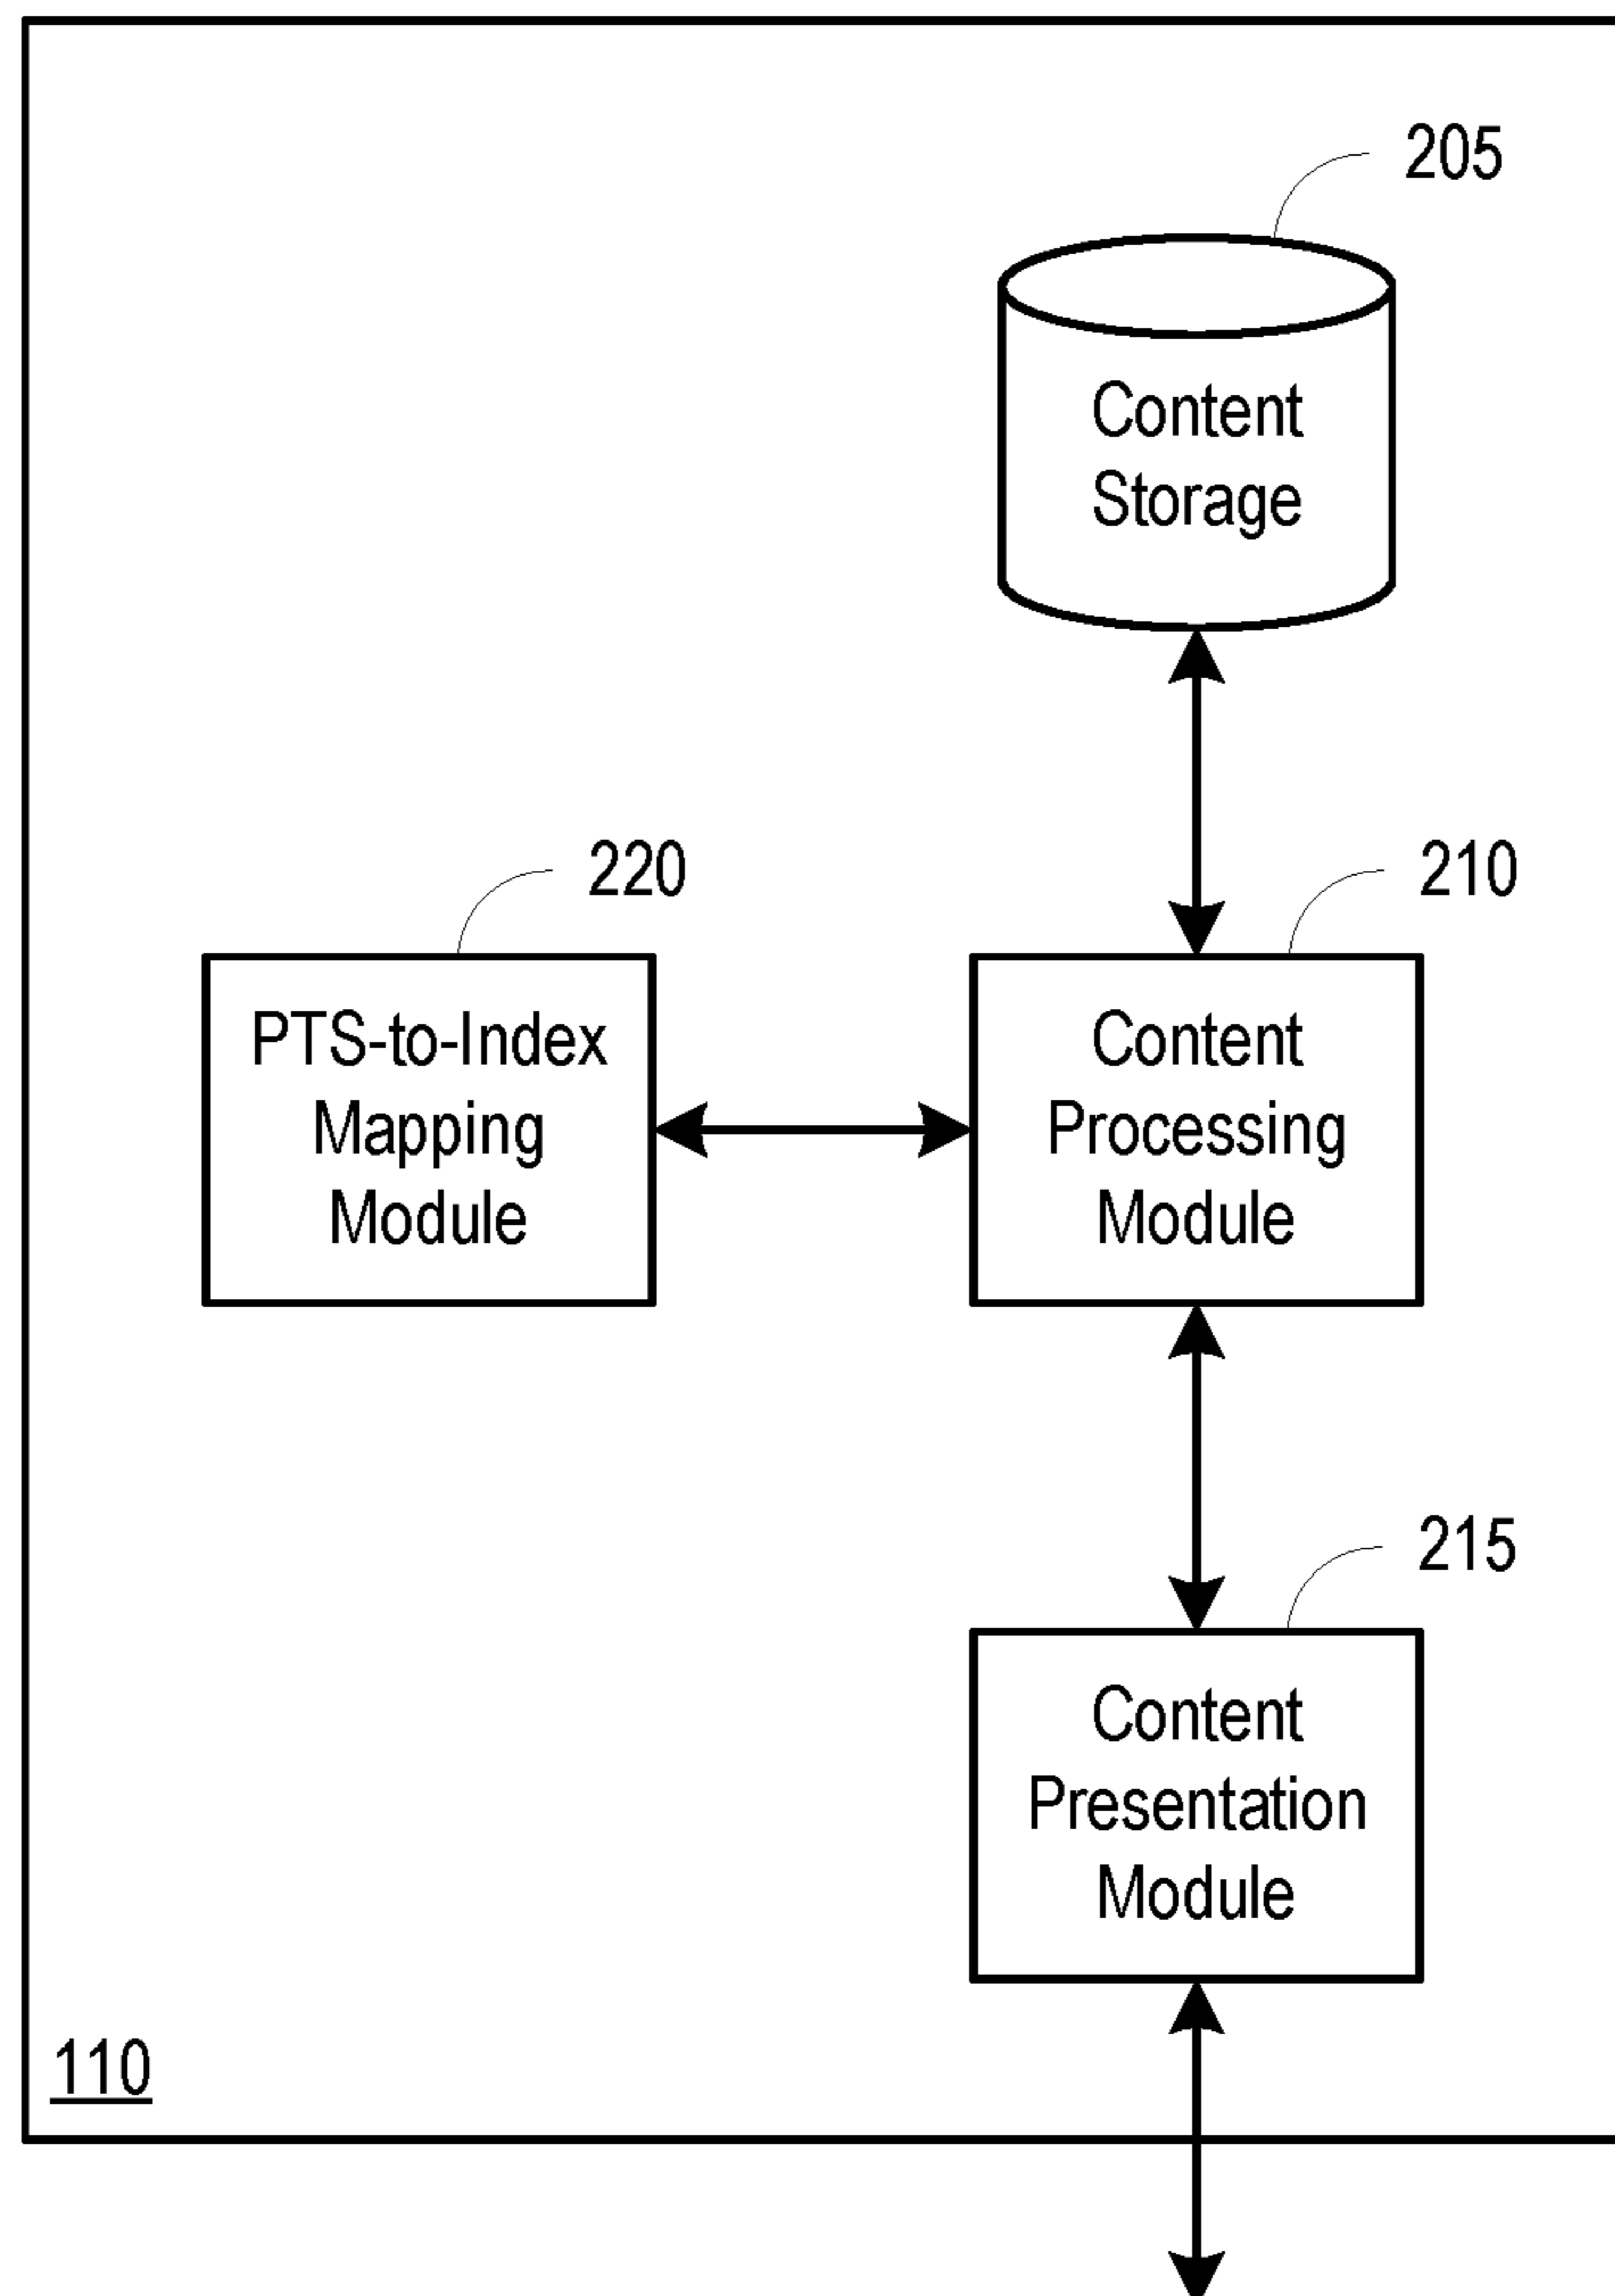 205
Content
Storage
220
210
PTS-to-Index
Mapping
Module
Content
Processing
Module
215
Content
Presentation
Module
110